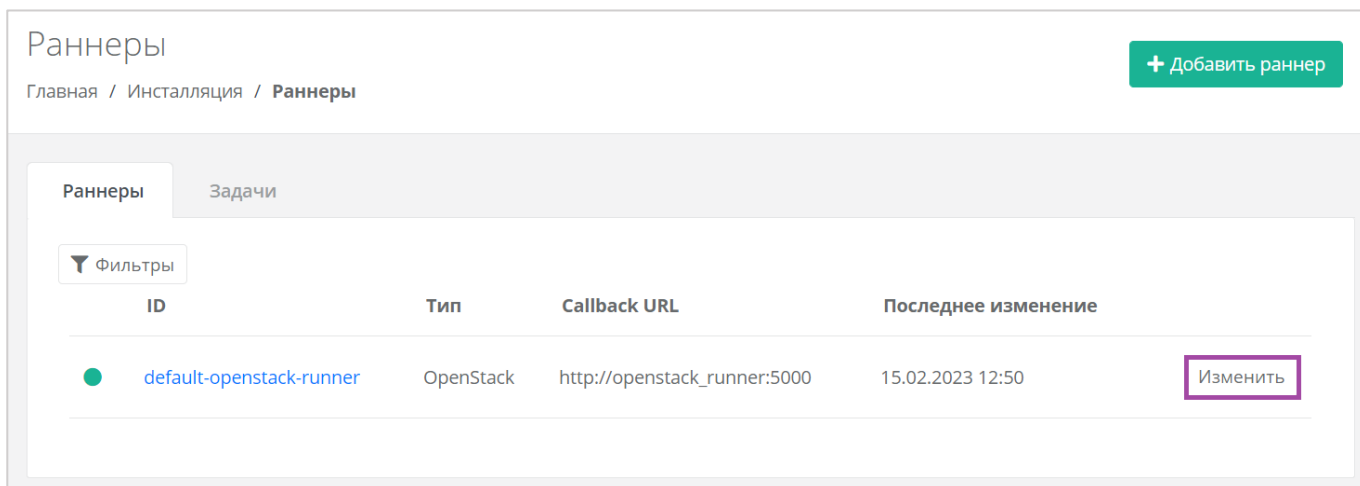 Раннеры
+ Добавить раннер
Главная / Инсталляция / Раннеры
Раннеры Задачи
Фильтры
ID Тип Callback URL Последнее изменение
default-openstack-runner OpenStack http://openstack_runner:5000 15.02.2023 12:50 Изменить